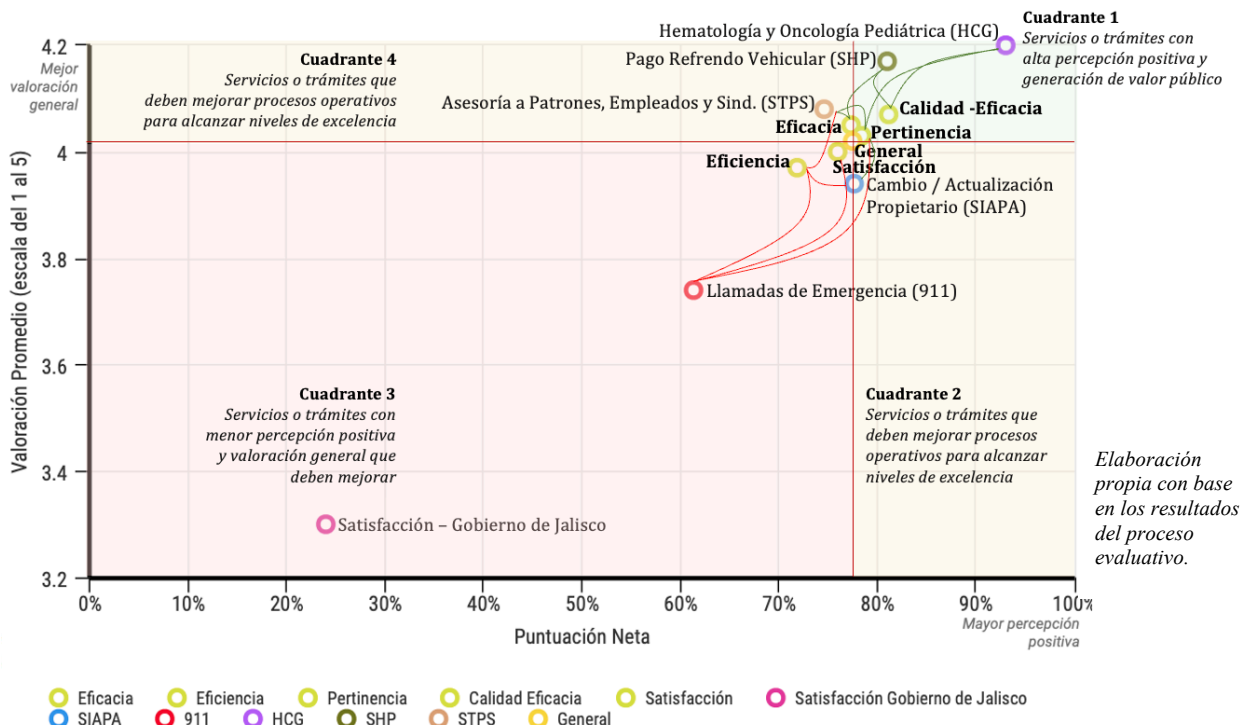 Hematología y Oncología Pediátrica (HCG)
Cuadrante 1
Servicios o trámites con
alta percepción positiva y
generación de valor público
4.2
Mejor
valoración
general
Cuadrante 4
Servicios o trámites que
deben mejorar procesos operativos
para alcanzar niveles de excelencia
Pago Refrendo Vehicular (SHP)
Asesoría a Patrones, Empleados y Sind. (STPS)
Calidad -Eficacia
Eficacia
Pertinencia
4
General
Eficiencia
Satisfacción
Cambio / Actualización
Propietario (SIAPA)
3.8
Llamadas de Emergencia (911)
3.6
Valoración Promedio (escala del 1 al 5)
Cuadrante 3
Servicios o trámites con
menor percepción positiva
y valoración general que
deben mejorar
Cuadrante 2
Servicios o trámites que
deben mejorar procesos
operativos para alcanzar
niveles de excelencia
3.4
Satisfacción – Gobierno de Jalisco
3.2
Elaboración
propia con base
en los resultados
del proceso
evaluativo.
0% 10% 20% 30% 40% 50% 60% 70% 80% 90% 100%
Puntuación Neta
Mayor percepción
positiva
Eficacia Eficiencia Pertinencia Calidad Eficacia Satisfacción Satisfacción Gobierno de Jalisco
SIAPA 911 HCG SHP STPS General